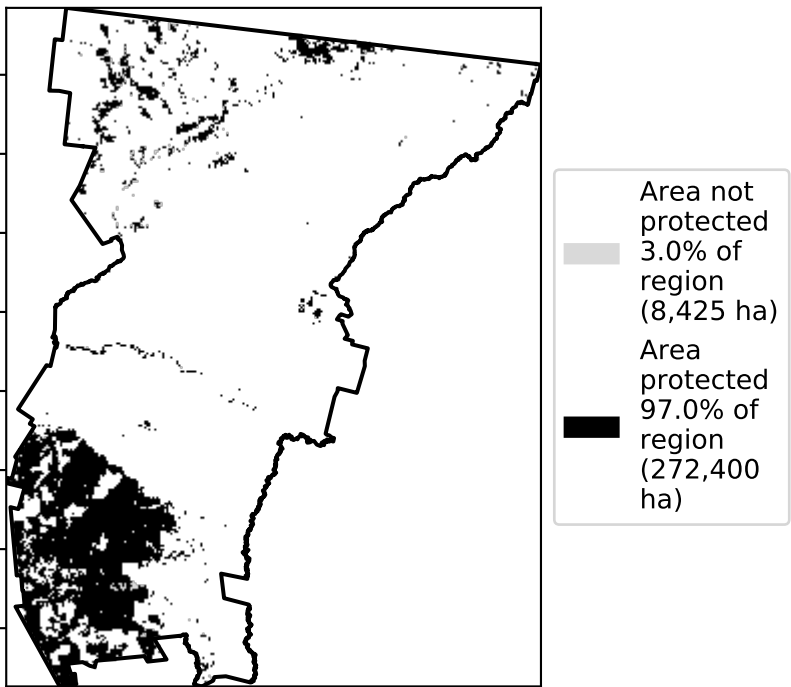 Area not
protected
3.0% of
region
(8,425 ha)
Area
protected
97.0% of
region
(272,400
ha)